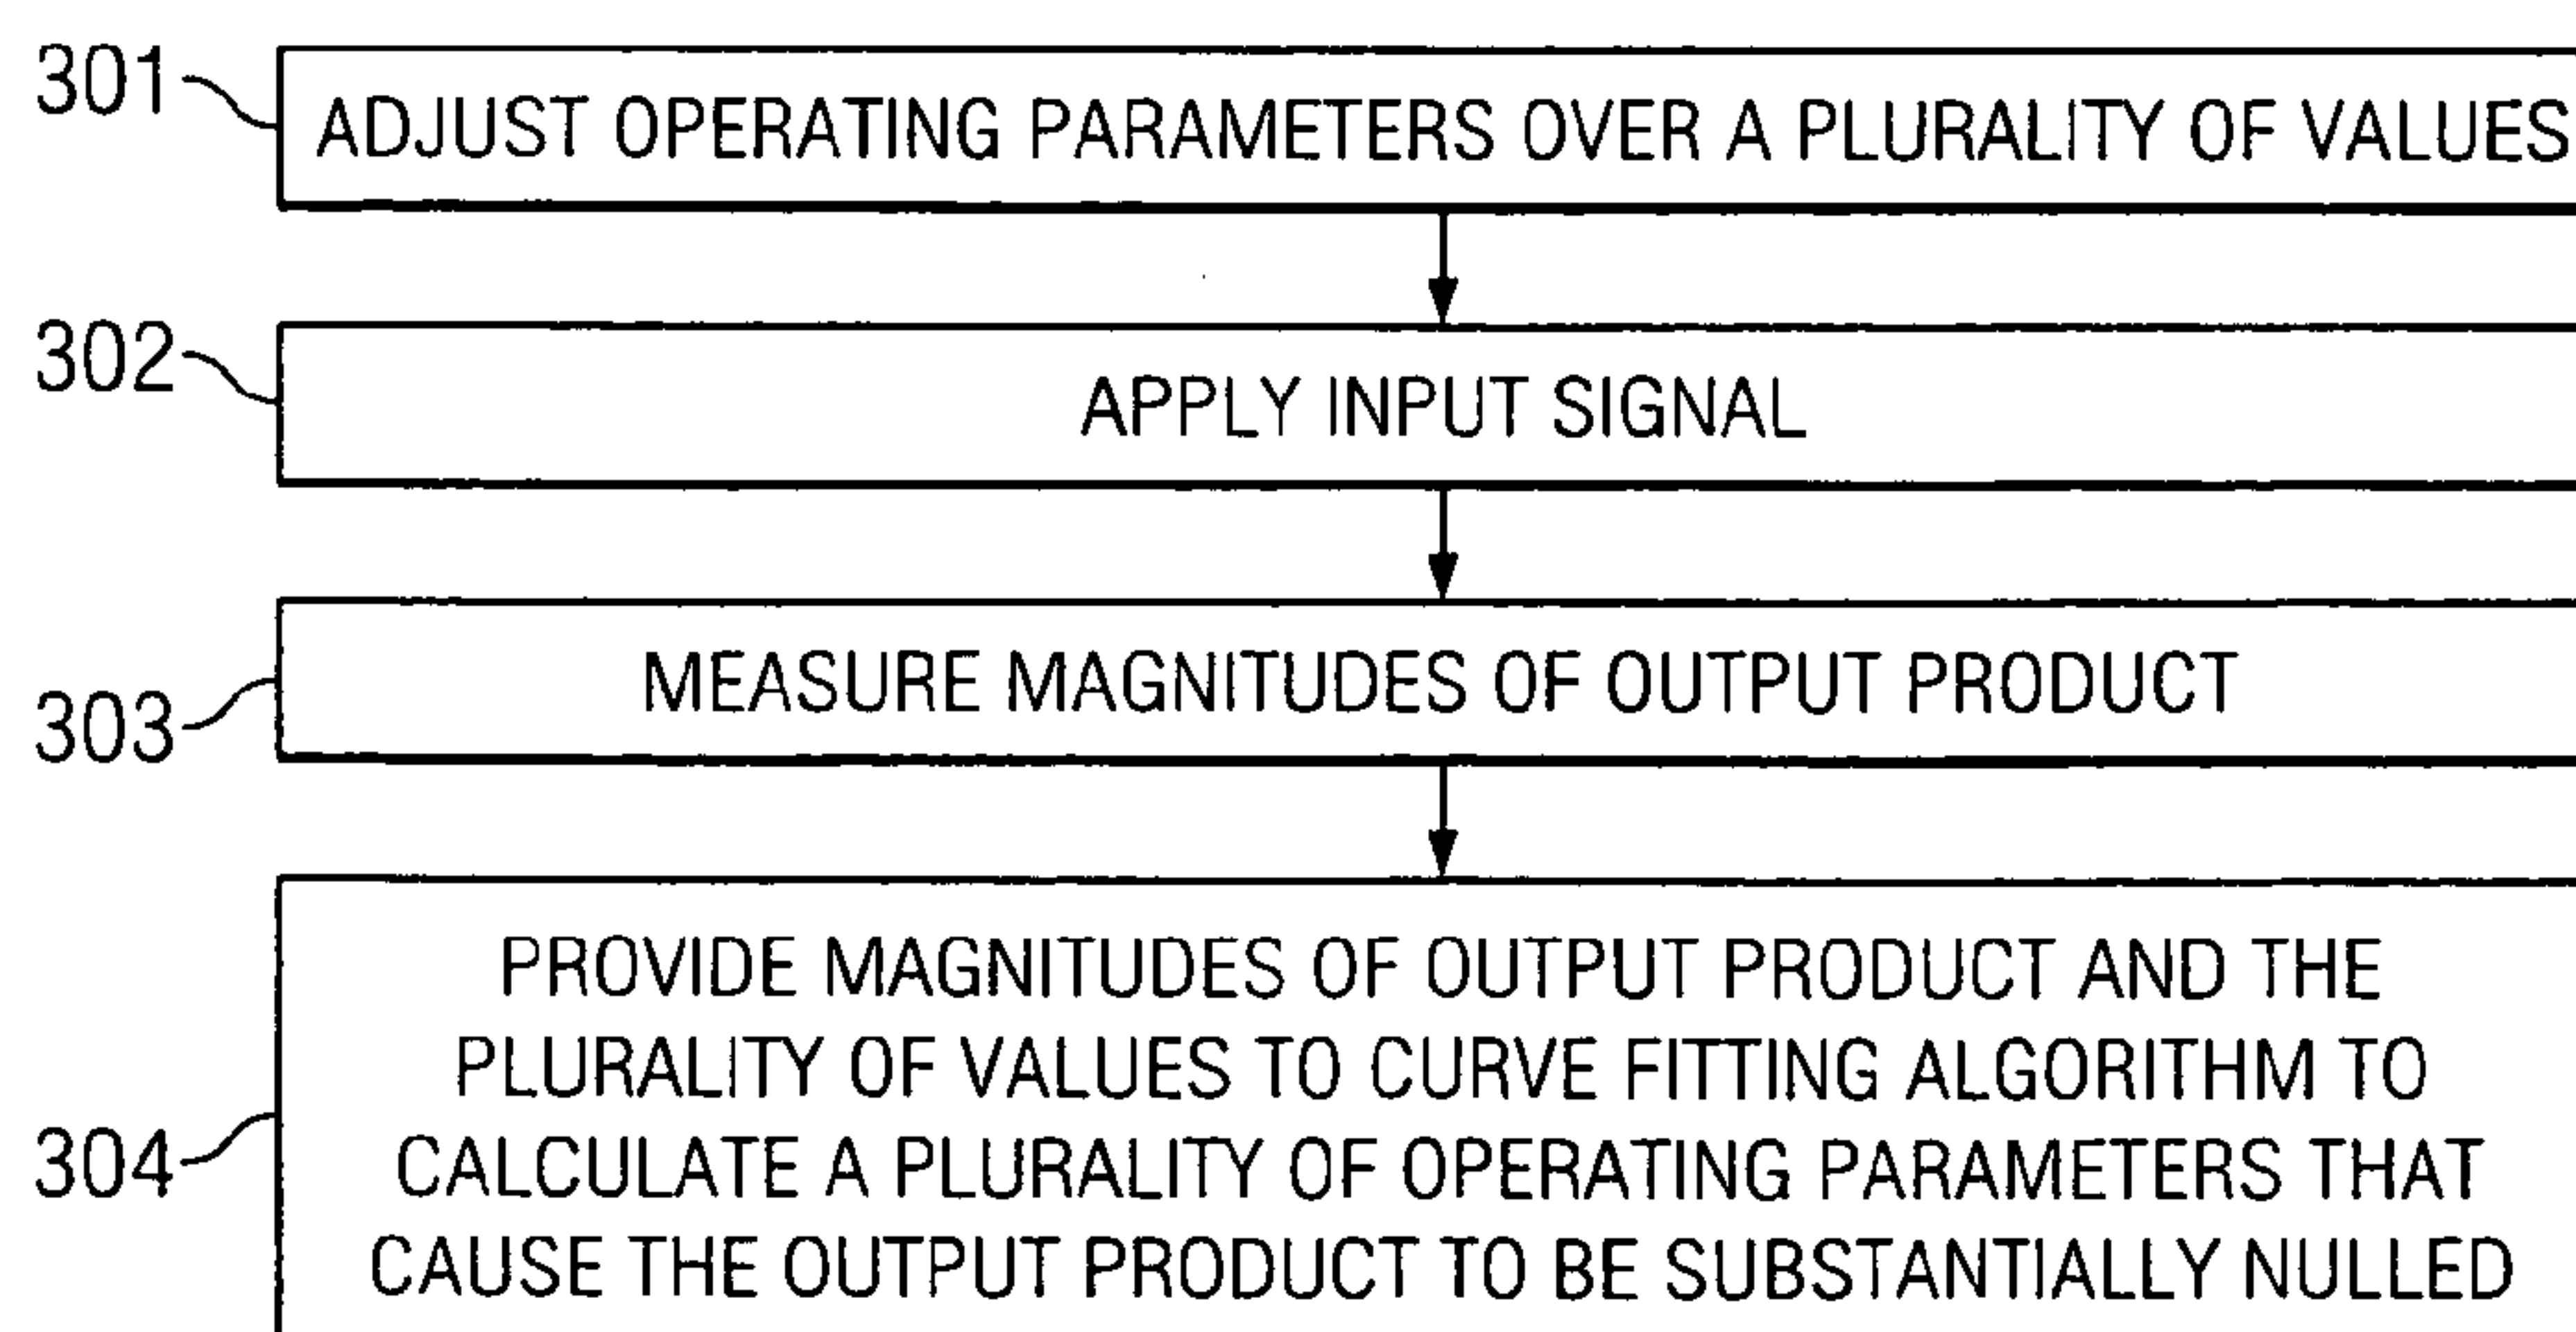 301
ADJUST OPERATING PARAMETERS OVER A PLURALITY OF VALUES
302
APPLY INPUT SIGNAL
303
MEASURE MAGNITUDES OF OUTPUT PRODUCT
304
PROVIDE MAGNITUDES OF OUTPUT PRODUCT AND THE
PLURALITY OF VALUES TO CURVE FITTING ALGORITHM TO
CALCULATE A PLURALITY OF OPERATING PARAMETERS THAT
CAUSE THE OUTPUT PRODUCT TO BE SUBSTANTIALLY NULLED